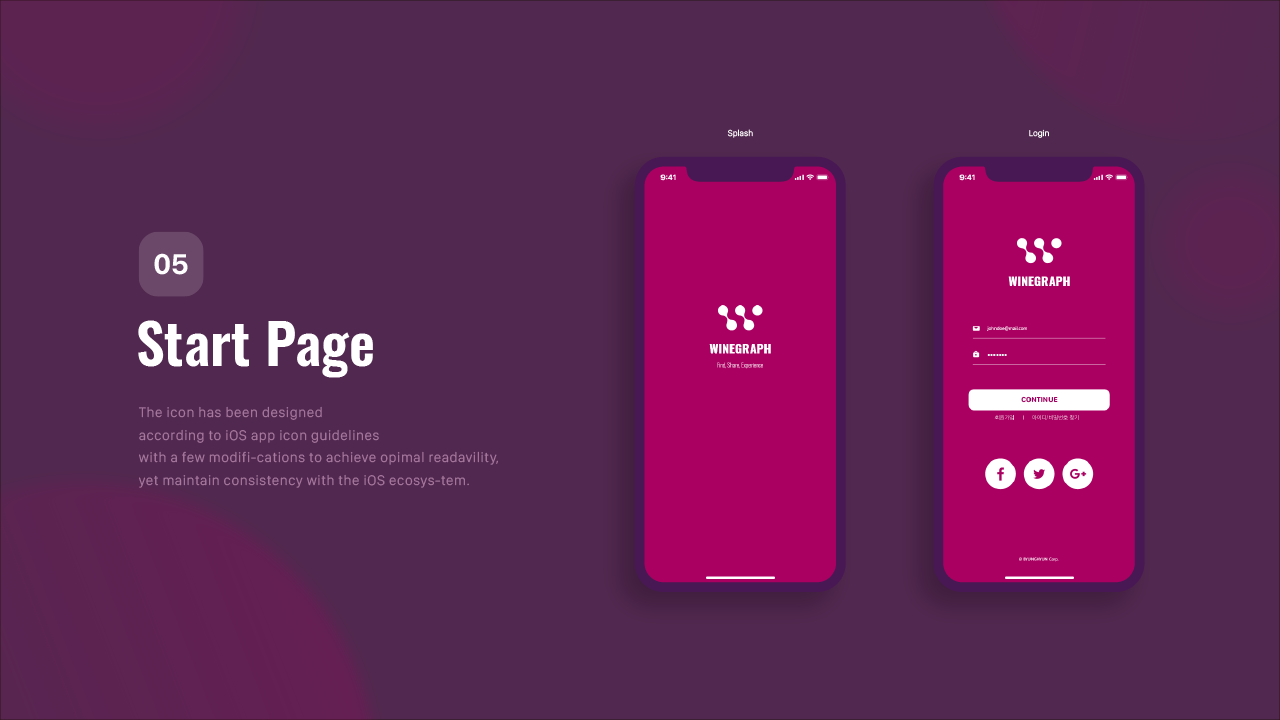 05
Start Page
The icon has been designed
according to iOS app icon guidelines
with a few modifi-cations to achieve opimal readavility,
yet maintain consistency with the iOS ecosys-tem.
Splash
9:41
WINEGRAPH
Find, Share, Experience
Login
9:41
WINEGRAPH
johndoe@mail.com
CONTINUE
회원가입 | 아이디/비밀번호 찾기
f G+
© BYUNGHYUN Corp.